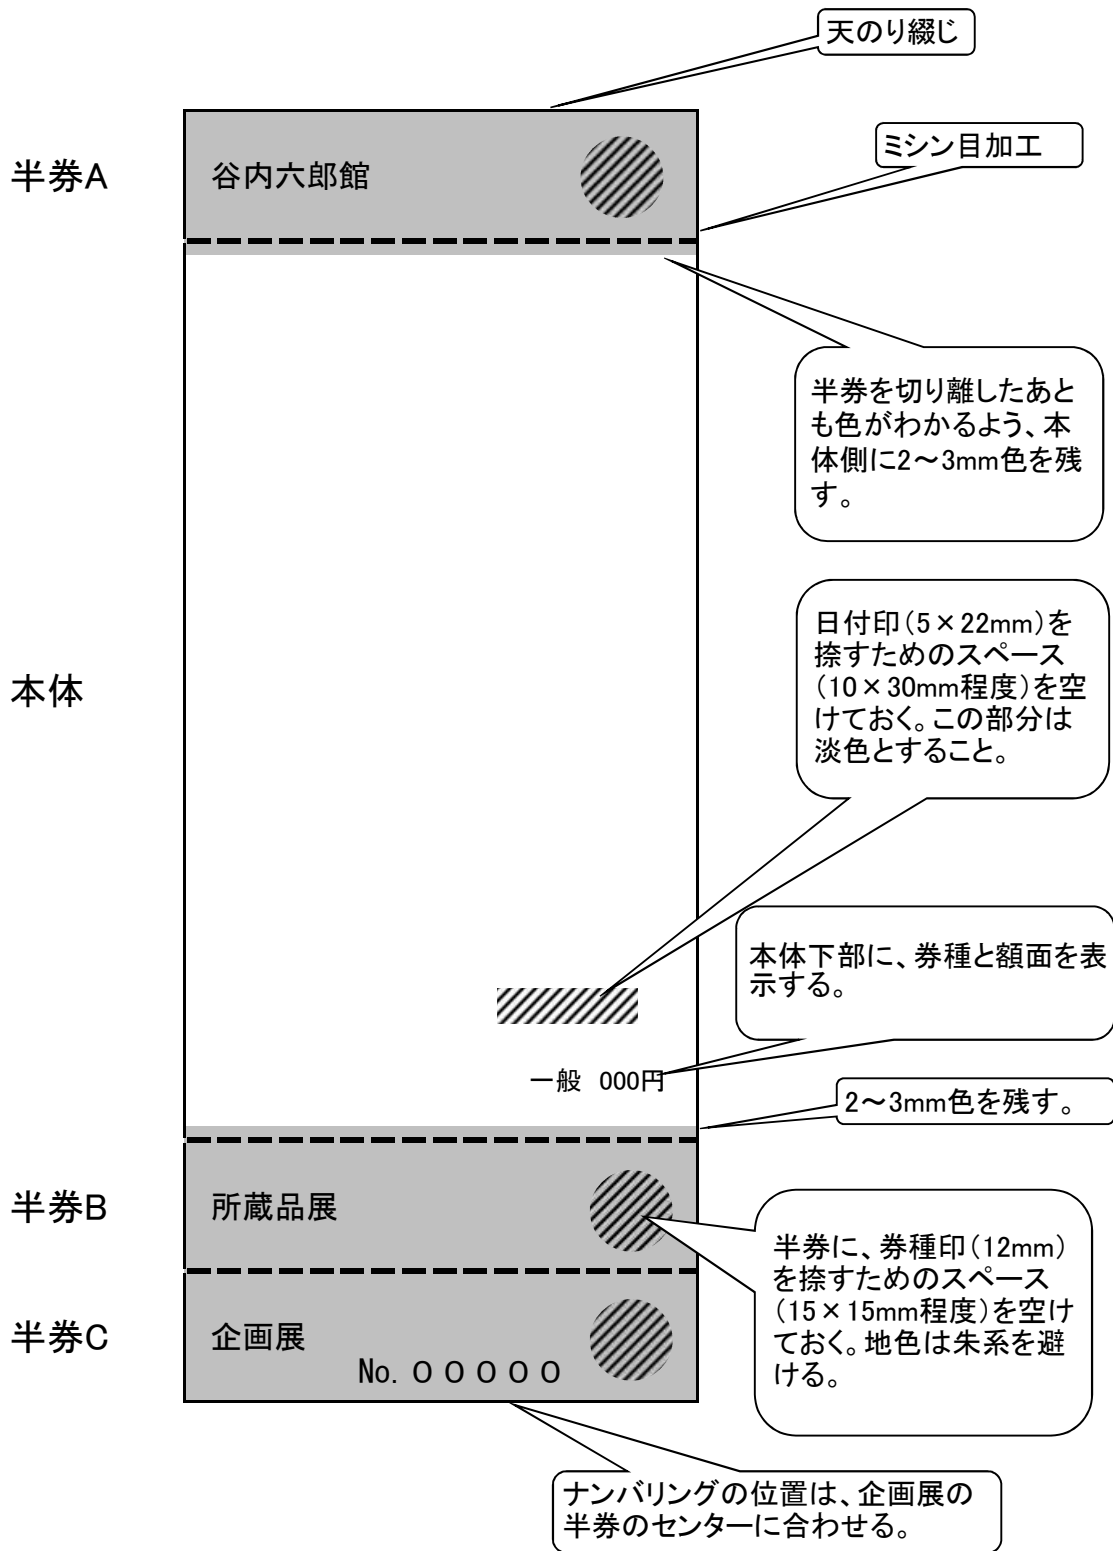 天のり綴じ
半券A
谷内六郎館
ミシン目加工
半券を切り離したあと
も色がわかるよう、本
体側に2～3mm色を残
す。
本体
日付印（5×22mm）を
捺すためのスペース
（10×30mm程度）を空
けておく。この部分は
淡色とすること。
本体下部に、券種と額面を表
示する。
一般 000円
2～3mm色を残す。
半券B
所蔵品展
半券に、券種印（12mm）
を捺すためのスペース
（15×15mm程度）を空け
ておく。地色は朱系を避
ける。
半券C
企画展
No. 0 0 0 0 0
ナンバリングの位置は、企画展の
半券のセンターに合わせる。